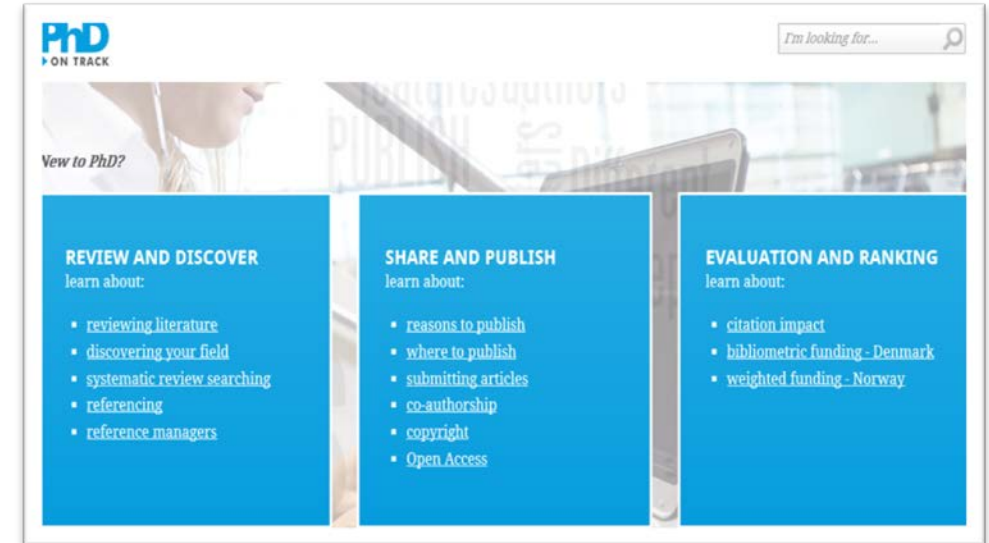 PhD
ON TRACK
I'm looking for...
PUBLISH
New to PhD?
REVIEW AND DISCOVER
learn about:
reviewing literature
discovering your field
systematic review searching
referencing
reference managers
SHARE AND PUBLISH
learn about:
reasons to publish
where to publish
submitting articles
co-authorship
copyright
Open Access
EVALUATION AND RANKING
learn about:
citation impact
bibliometric funding - Denmark
weighted funding - Norway